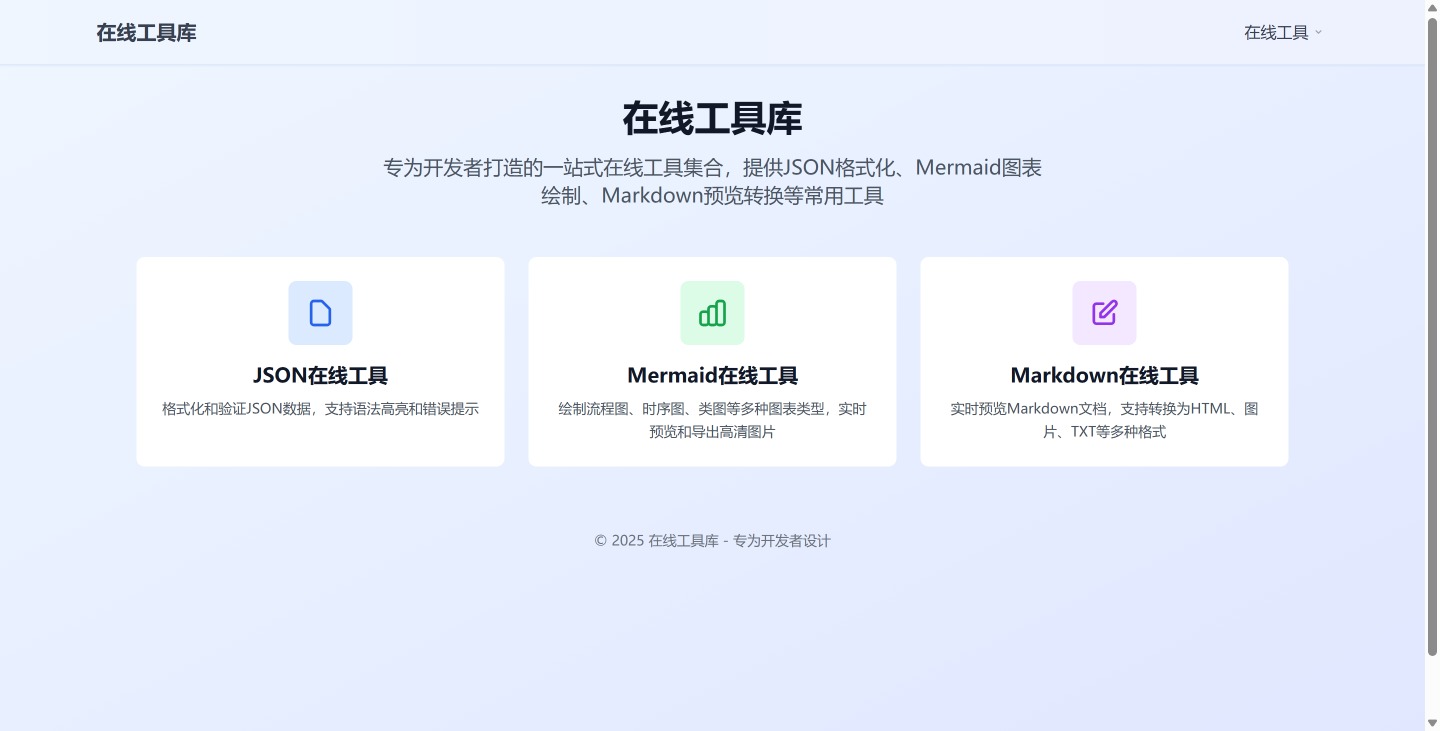 在线工具库
在线工具
在线工具库
专为开发者打造的一站式在线工具集合，提供JSON格式化、Mermaid图表
绘制、Markdown预览转换等常用工具
JSON在线工具
格式化和验证JSON数据，支持语法高亮和错误提示
Mermaid在线工具
绘制流程图、时序图、类图等多种图表类型，实时
预览和导出高清图片
Markdown在线工具
实时预览Markdown文档，支持转换为HTML、图
片、TXT等多种格式
© 2025 在线工具库 - 专为开发者设计